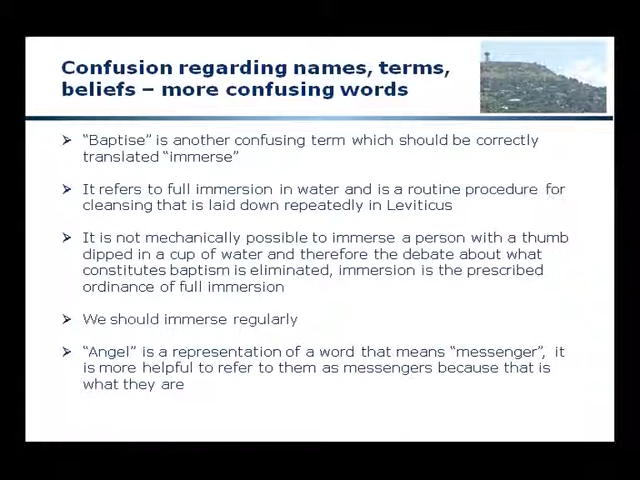 Confusion regarding names, terms,
beliefs – more confusing words
➢ “Baptise” is another confusing term which should be correctly
translated “immerse”
➢ It refers to full immersion in water and is a routine procedure for
cleansing that is laid down repeatedly in Leviticus
➢ It is not mechanically possible to immerse a person with a thumb
dipped in a cup of water and therefore the debate about what
constitutes baptism is eliminated, immersion is the prescribed
ordinance of full immersion
➢ We should immerse regularly
➢ “Angel” is a representation of a word that means “messenger”, it
is more helpful to refer to them as messengers because that is
what they are